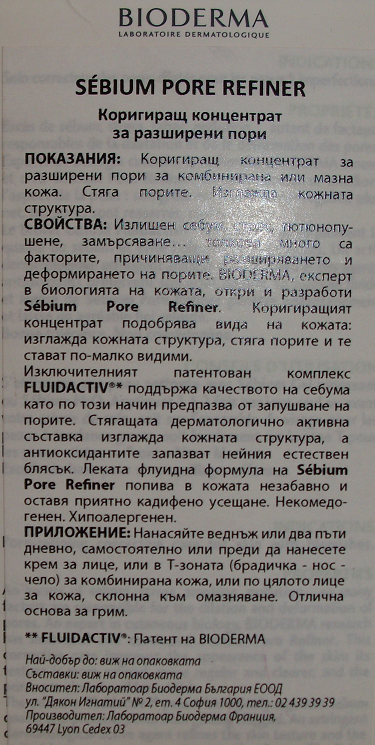 BIODERMA
LABORATOIRE DERMATOLOGIQUE
SÉBIUM PORE REFINER
Коригиращ концентрат
за разширени пори
ПОКАЗАНИЯ: Коригиращ концентрат за
разширени пори за комбинирана или мазна
кожа. Стяга порите. Изглажда кожната
структура.
СВОЙСТВА: Излишен себум, стрес, тютюнопу-
шене, замърсяване... толкова много са
факторите, причиняващи разширяването и
деформирането на порите. BIODERMA, експерт
в биологията на кожата, откри и разработи
Sébium Pore Refiner. Коригиращият
концентрат подобрява вида на кожата:
изглажда кожната структура, стяга порите и те
стават по-малко видими.
Изключителният патентован комплекс
FLUIDACTIV®* поддържа качеството на себума
като по този начин предпазва от запушване на
порите. Стягащата дерматологично активна
съставка изглажда кожната структура, а
антиоксидантите запазват нейния естествен
блясък. Леката флуидна формула на Sébium
Pore Refiner попива в кожата незабавно и
оставя приятно кадифено усещане. Некомедо-
генен. Хипоалергенен.
ПРИЛОЖЕНИЕ: Нанасяйте веднъж или два пъти
дневно, самостоятелно или преди да нанесете
крем за лице, или в Т-зоната (брадичка - нос -
чело) за комбинирана кожа, или по цялото лице
за кожа, склонна към омазняване. Отлична
основа за грим.
** FLUIDACTIV®: Патент на BIODERMA
Най-добър до: виж на опаковката
Съставки: виж на опаковката
Вносител: Лаборатоар Биодерма България ЕООД
ул. "Дякон Игнатий" № 2, ет. 4 София 1000, тел.: 02 439 39 39
Производител: Лаборатоар Биодерма Франция,
69447 Lyon Cedex 03